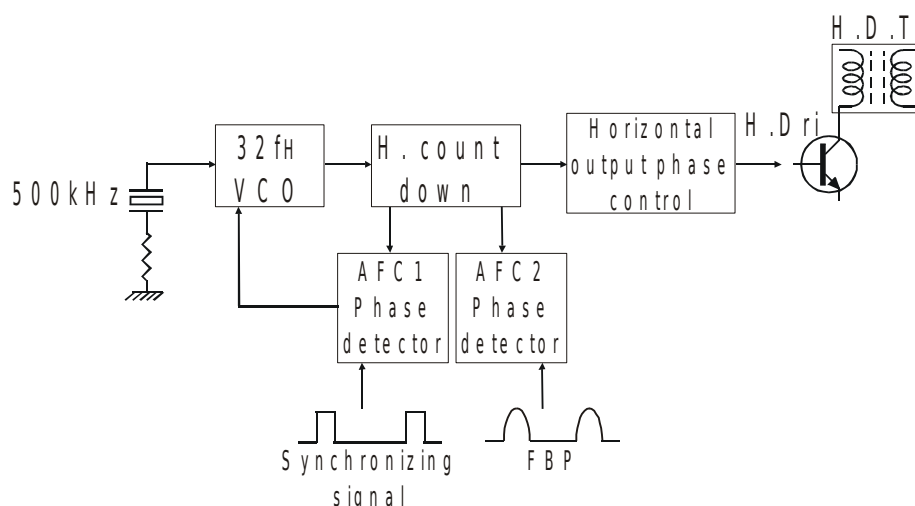 H.D.T
500kHz
32fH
VCO
H. count
down
Horizontal
output phase
control
H.Dri
AFC1
Phase
detector
AFC2
Phase
detector
Synchronizing
signal
FBP